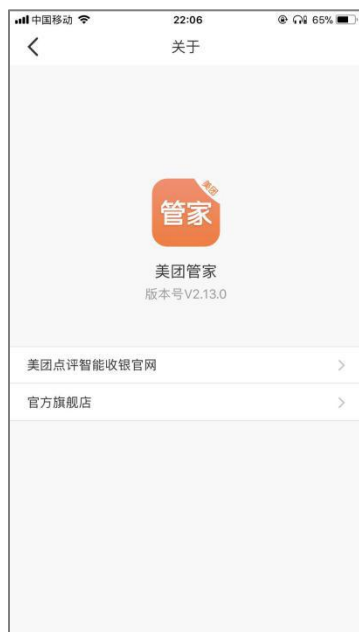 中国移动 22:06 65%
关于
美团
管家
美团管家
版本号V2.13.0
美团点评智能收银官网
官方旗舰店